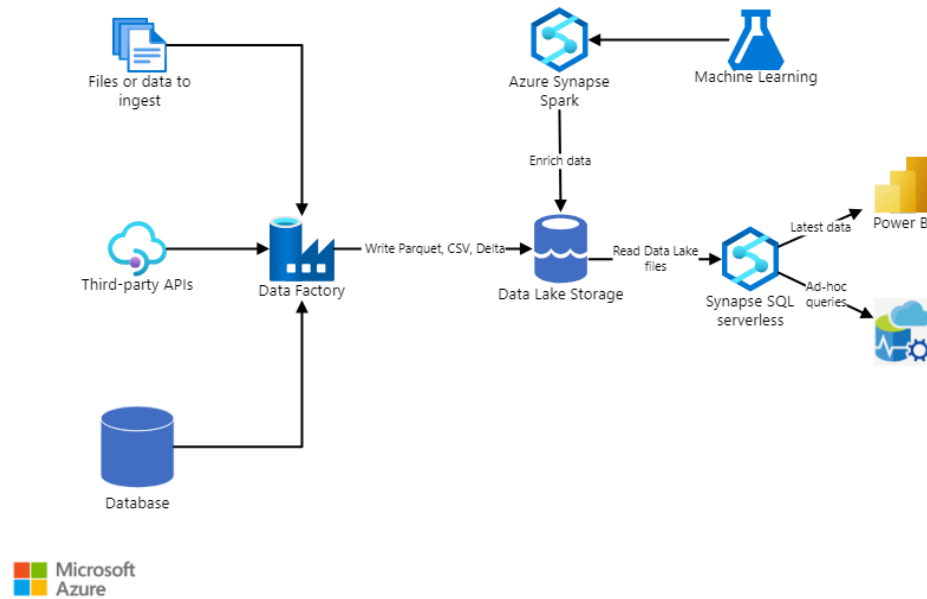 Files or data to
ingest
Azure Synapse
Spark
Machine Learning
Enrich data
Third-party APIs
Data Factory
Write Parquet, CSV, Delta
Data Lake Storage
Read Data Lake
files
Synapse SQL
serverless
Latest data
Power B
Ad-hoc
queries
Database
Microsoft
Azure